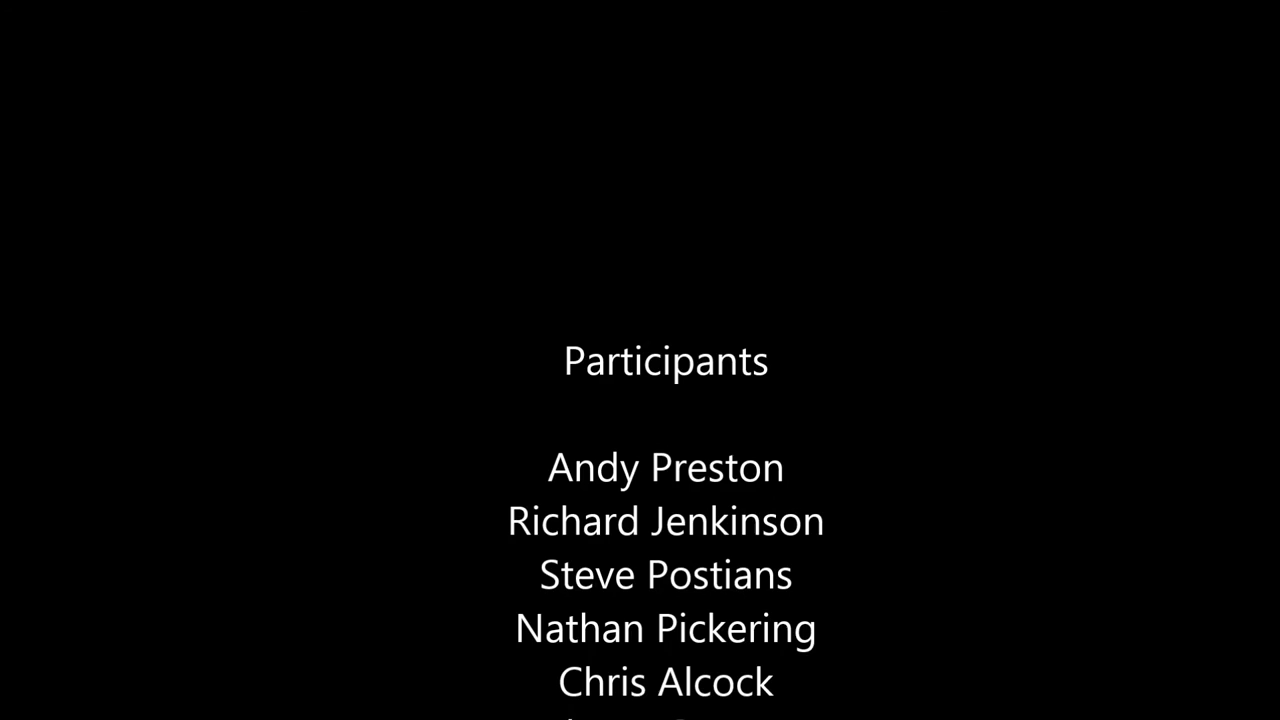 Participants
Andy Preston
Richard Jenkinson
Steve Postians
Nathan Pickering
Chris Alcock